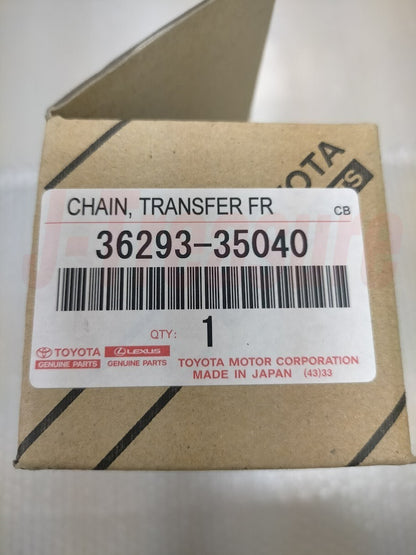 CHAIN, TRANSFER FR
CB
36293-35040
QTY: 1
TOYOTA
GENUINE PARTS
LEXUS
GENUINE PARTS
TOYOTA MOTOR CORPORATION
MADE IN JAPAN (43)33